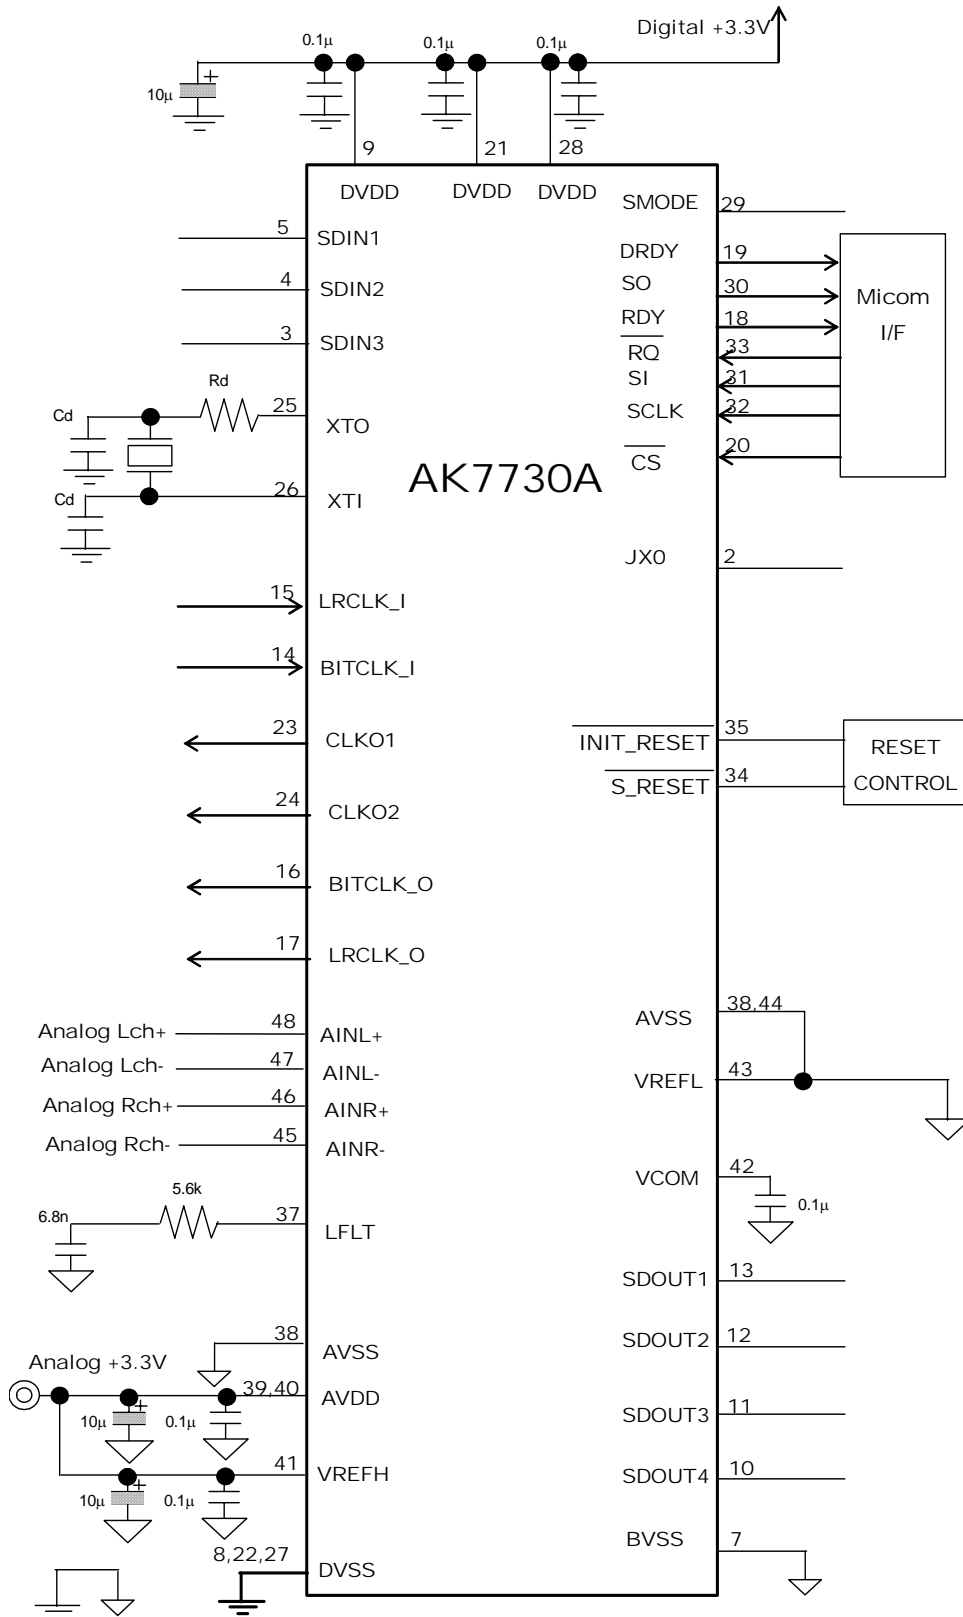 Digital +3.3V
0.1µ
0.1µ
0.1µ
10µ
+
9
21
28
DVDD
DVDD
DVDD
SMODE
29
5
SDIN1
DRDY
19
4
SDIN2
SO
30
Micom
I/F
RDY
18
3
SDIN3
RQ
33
SI
31
Rd
25
XTO
SCLK
32
Cd
CS
20
AK7730A
Cd
26
XTI
JX0
2
15
LRCLK_I
14
BITCLK_I
23
CLKO1
INIT_RESET
35
RESET
CONTROL
S_RESET
34
24
CLKO2
16
BITCLK_O
17
LRCLK_O
AVSS
38,44
Analog Lch+
48
AINL+
Analog Lch-
47
AINL-
VREFL
43
Analog Rch+
46
AINR+
Analog Rch-
45
AINR-
VCOM
42
0.1µ
6.8n
5.6k
37
LFLT
SDOUT1
13
38
AVSS
SDOUT2
12
Analog +3.3V
39,40
AVDD
+
10µ
0.1µ
SDOUT3
11
41
VREFH
SDOUT4
10
+
10µ
0.1µ
BVSS
7
8,22,27
DVSS